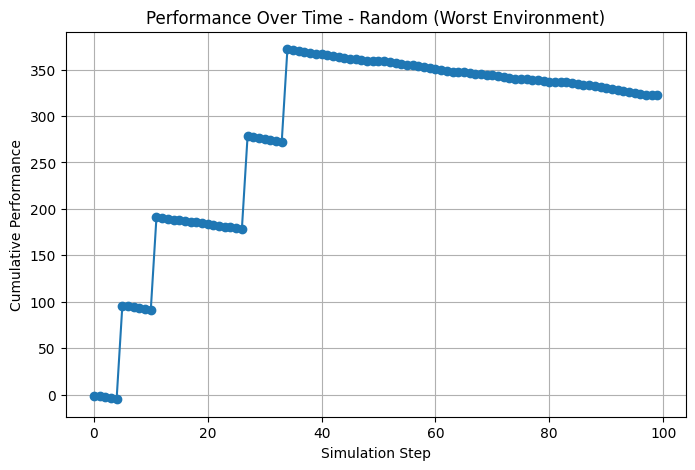 Performance Over Time - Random (Worst Environment)
Cumulative Performance
350
300
250
200
150
100
50
0
0 20 40 60 80 100
Simulation Step